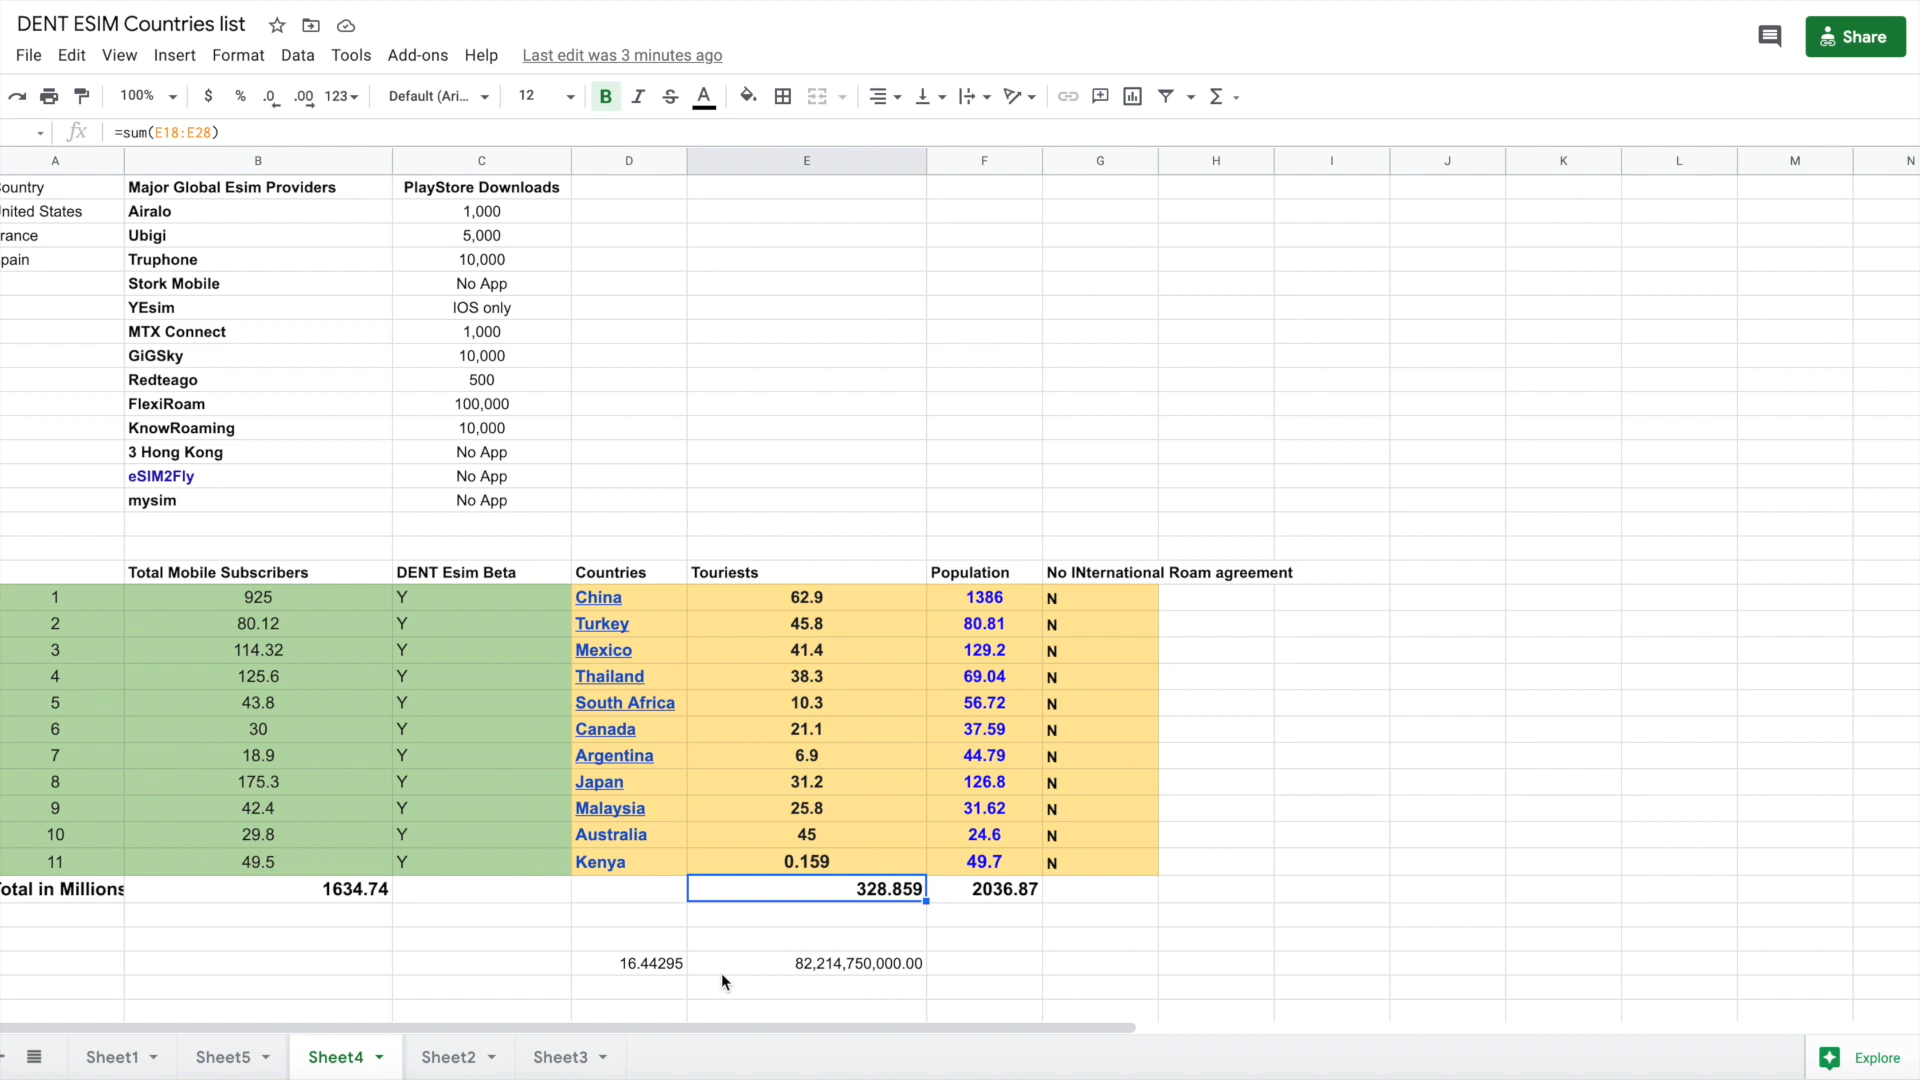 DENT ESIM Countries list
File Edit View Insert Format Data Tools Add-ons Help Last edit was 3 minutes ago
Share
100% $ % .0 .00 123 Default (Ari... 12 B I S A Σ
fx =sum(E18:E28)
A B C D E F G H I J K L M N
ountry Major Global Esim Providers PlayStore Downloads
nited States Airalo 1,000
rance Ubigi 5,000
pain Truphone 10,000
Stork Mobile No App
YEsim IOS only
MTX Connect 1,000
GiGSky 10,000
Redteago 500
FlexiRoam 100,000
KnowRoaming 10,000
3 Hong Kong No App
eSIM2Fly No App
mysim No App
Total Mobile Subscribers DENT Esim Beta Countries Touriests Population No INternational Roam agreement
1 925 Y China 62.9 1386 N
2 80.12 Y Turkey 45.8 80.81 N
3 114.32 Y Mexico 41.4 129.2 N
4 125.6 Y Thailand 38.3 69.04 N
5 43.8 Y South Africa 10.3 56.72 N
6 30 Y Canada 21.1 37.59 N
7 18.9 Y Argentina 6.9 44.79 N
8 175.3 Y Japan 31.2 126.8 N
9 42.4 Y Malaysia 25.8 31.62 N
10 29.8 Y Australia 45 24.6 N
11 49.5 Y Kenya 0.159 49.7 N
otal in Millions 1634.74 328.859 2036.87
16.44295 82,214,750,000.00
Sheet1 Sheet5 Sheet4 Sheet2 Sheet3 Explore